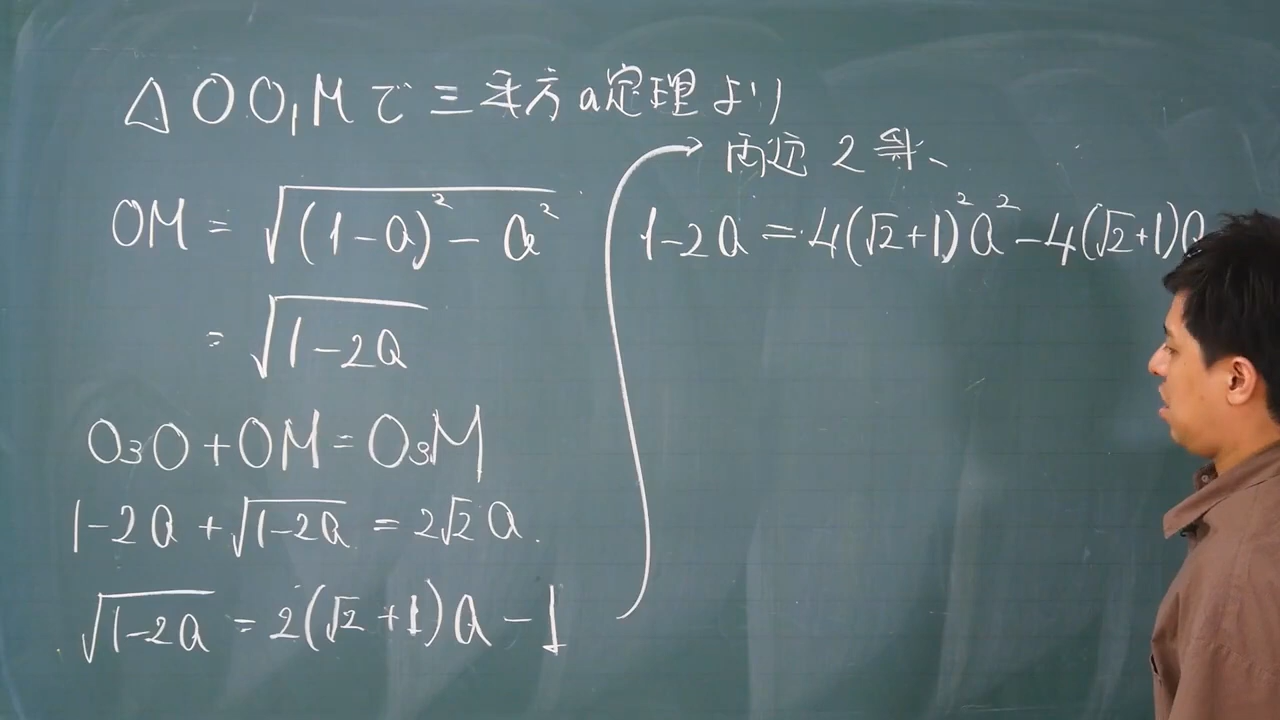 △OO₁Mで三平方の定理より
OM = √((1-a)² - a²)
= √(1-2a)
O₃O + OM = O₃M
1-2a + √(1-2a) = 2√2a.
√(1-2a) = 2(√2+1)a - 1
両辺2乗、
1-2a = 4(√2+1)²a² - 4(√2+1)a